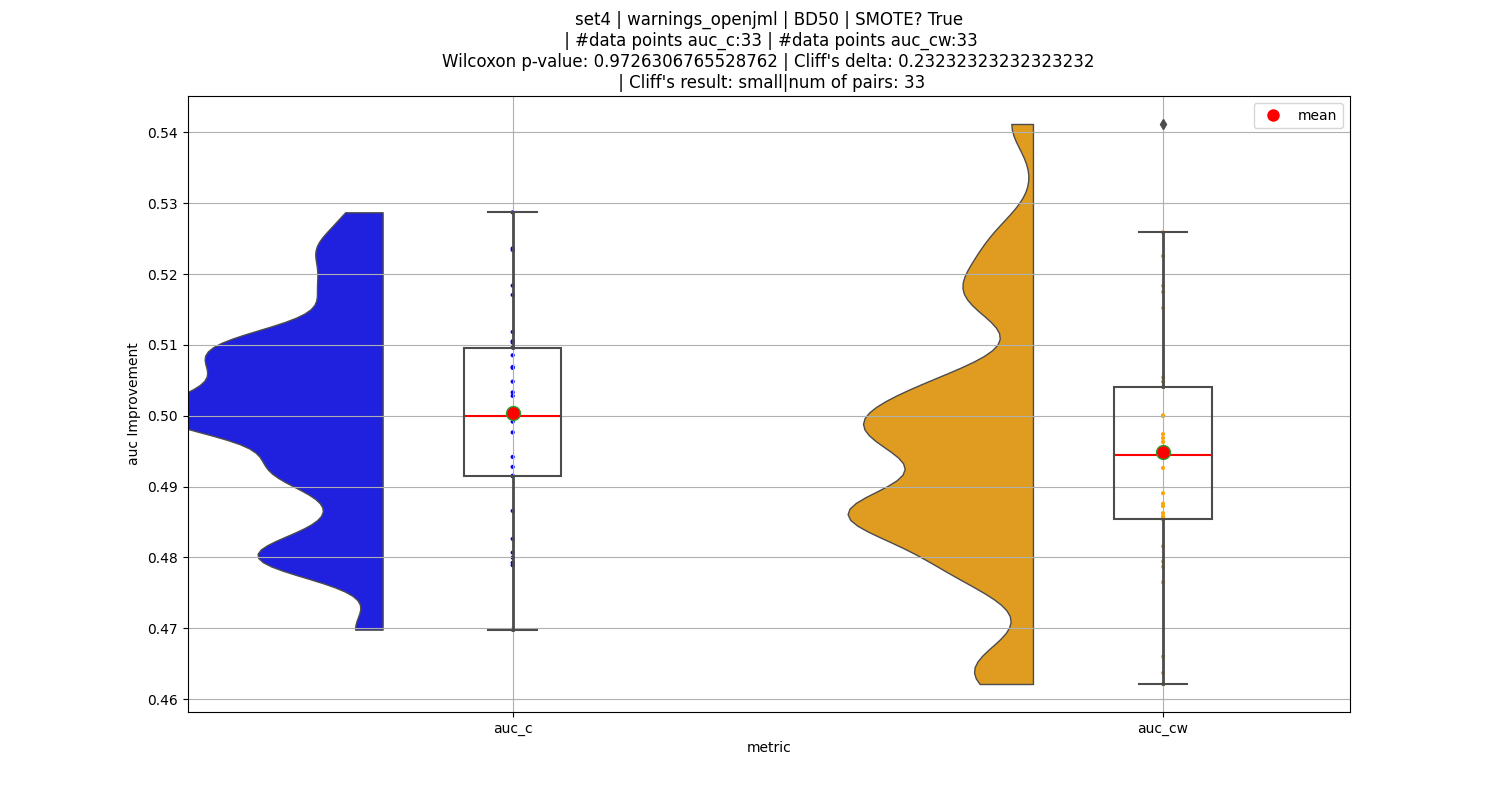 set4 | warnings_openjml | BD50 | SMOTE? True
| #data points auc_c:33 | #data points auc_cw:33
Wilcoxon p-value: 0.9726306765528762 | Cliff's delta: 0.23232323232323232
| Cliff's result: small|num of pairs: 33
mean
0.54
0.53
0.52
0.51
0.50
0.49
0.48
0.47
0.46
auc Improvement
auc_c
auc_cw
metric